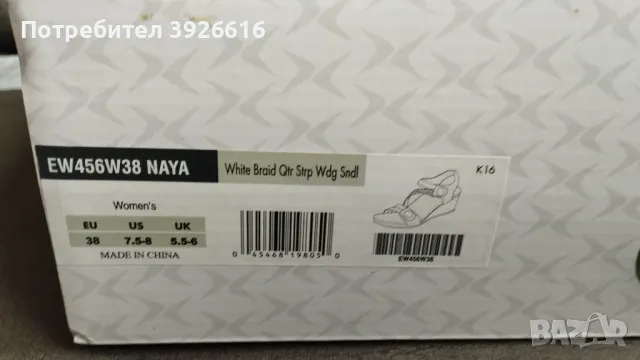 Потребител 3926616
EW456W38 NAYA
White Braid Qtr Strp Wdg Sndl
K16
Women's
EU US UK
38 7.5-8 5.5-6
MADE IN CHINA
0 45468 19805 0
EW456W38
BAZAR